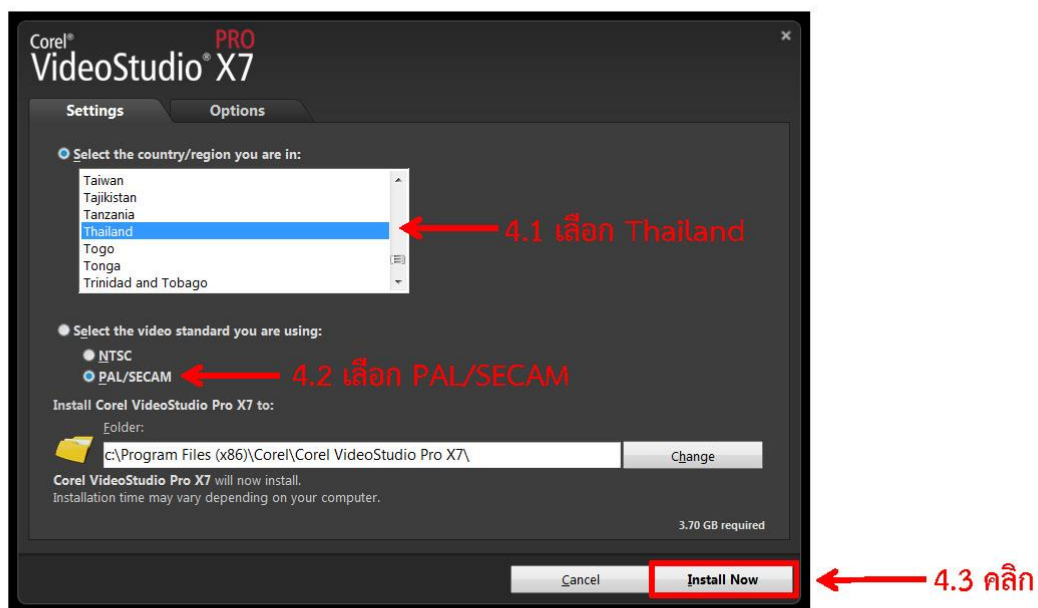 Corel® PRO
VideoStudio® X7
Settings Options
Select the country/region you are in:
Taiwan
Tajikistan
Tanzania
Thailand
4.1 เลือก Thailand
Togo
Tonga
Trinidad and Tobago
Select the video standard you are using:
NTSC
PAL/SECAM
4.2 เลือก PAL/SECAM
Install Corel VideoStudio Pro X7 to:
Folder:
c:\Program Files (x86)\Corel\Corel VideoStudio Pro X7\
Change
Corel VideoStudio Pro X7 will now install.
Installation time may vary depending on your computer.
3.70 GB required
Cancel
Install Now
4.3 คลิก